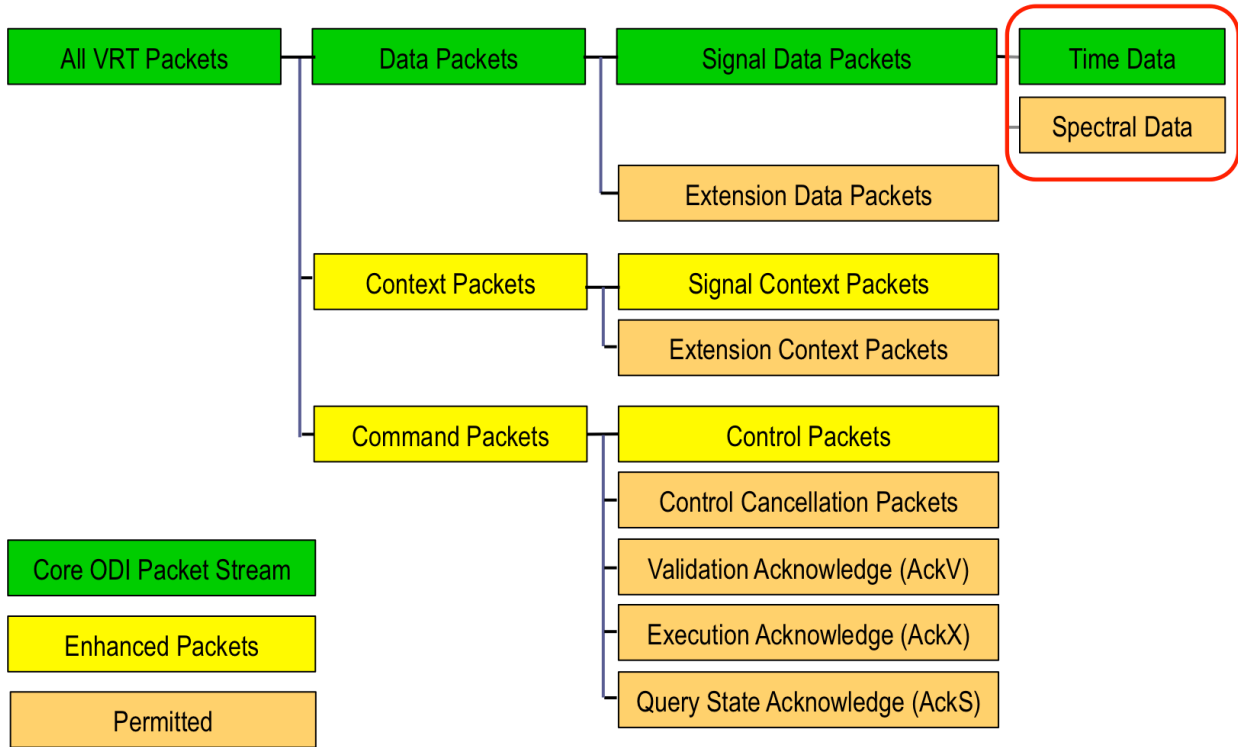 All VRT Packets
Data Packets
Signal Data Packets
Time Data
Spectral Data
Extension Data Packets
Context Packets
Signal Context Packets
Extension Context Packets
Command Packets
Control Packets
Control Cancellation Packets
Validation Acknowledge (AckV)
Execution Acknowledge (AckX)
Query State Acknowledge (AckS)
Core ODI Packet Stream
Enhanced Packets
Permitted